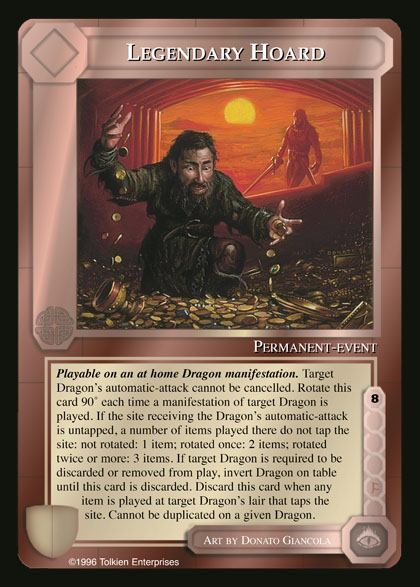 Legendary Hoard
Permanent-event
Playable on an at home Dragon manifestation. Target
Dragon's automatic-attack cannot be cancelled. Rotate this
card 90˚ each time a manifestation of target Dragon is
played. If the site receiving the Dragon's automatic-attack
is untapped, a number of items played there do not tap the
site: not rotated: 1 item; rotated once: 2 items; rotated
twice or more: 3 items. If target Dragon is required to be
discarded or removed from play, invert Dragon on table
until this card is discarded. Discard this card when any
item is played at target Dragon's lair that taps the
site. Cannot be duplicated on a given Dragon.
8
Art by Donato Giancola
©1996 Tolkien Enterprises